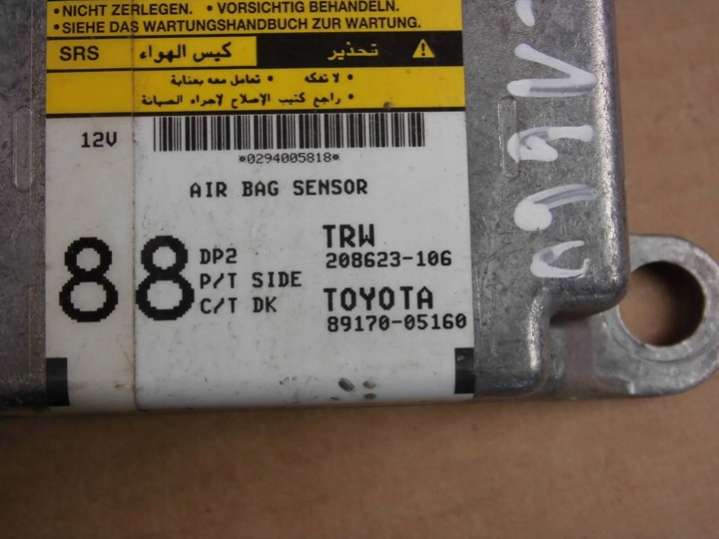 •NICHT ZERLEGEN. •VORSICHTIG BEHANDELN.
•SIEHE DAS WARTUNGSHANDBUCH ZUR WARTUNG.
SRS كيس الهواء تحذير
• لا تفكه • تعامل معه بعناية
• راجع كتيب الإصلاح لإجراء الصيانة
12V
*0294005818*
AIR BAG SENSOR
88
DP2 TRW
P/T SIDE 208623-106
C/T DK TOYOTA
89170-05160